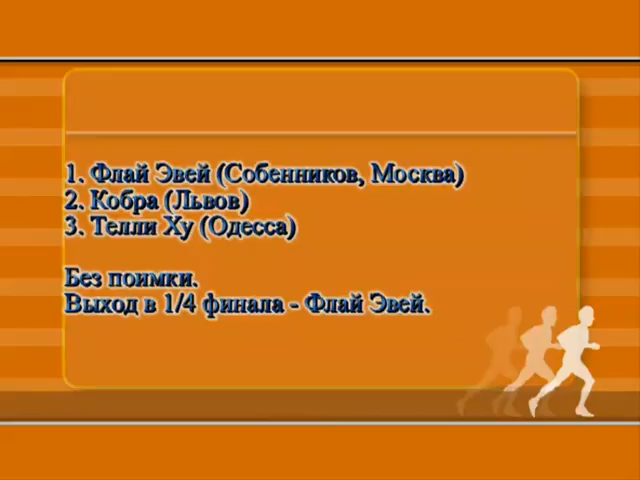 1. Флай Эвей (Собенников, Москва)
2. Кобра (Львов)
3. Телли Ху (Одесса)
Без поимки.
Выход в 1/4 финала - Флай Эвей.